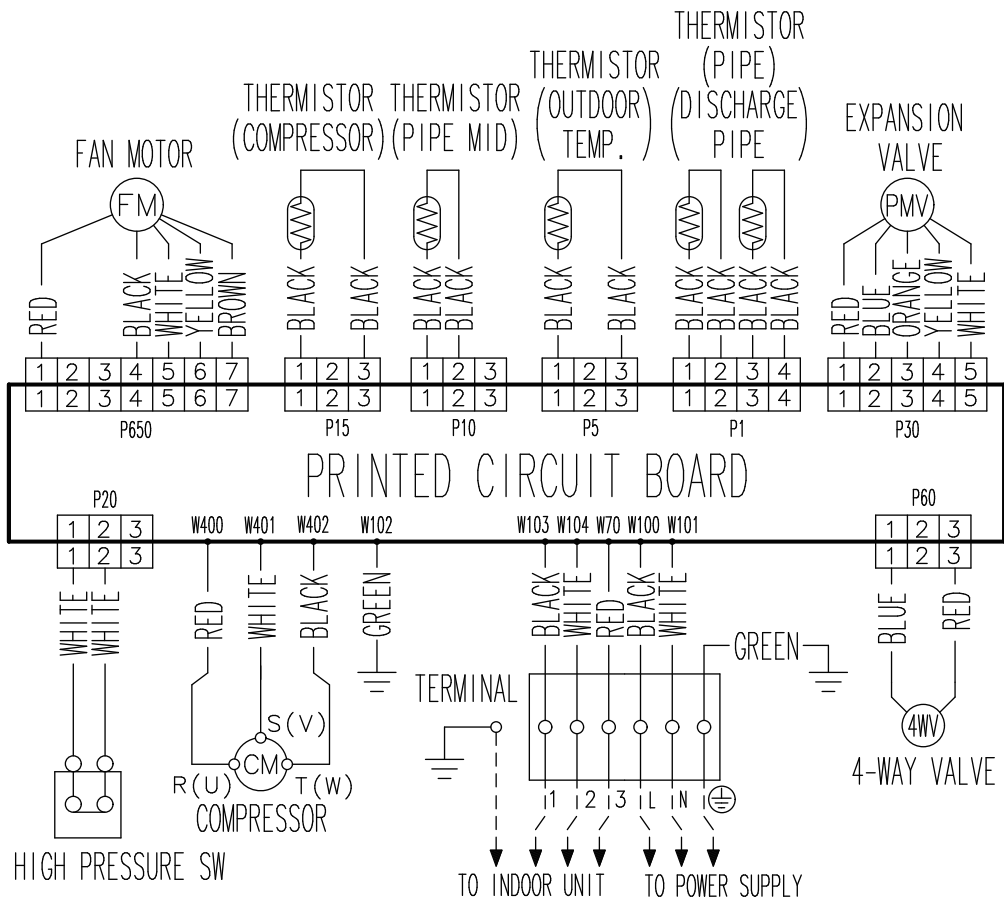 FAN MOTOR
FM
RED
BLACK
WHITE
YELLOW
BROWN
1 2 3 4 5 6 7
1 2 3 4 5 6 7
P650
THERMISTOR
(COMPRESSOR)
BLACK
BLACK
1 2 3
1 2 3
P15
THERMISTOR
(PIPE MID)
BLACK
BLACK
1 2 3
1 2 3
P10
THERMISTOR
(OUTDOOR
TEMP.)
BLACK
BLACK
1 2 3
1 2 3
P5
THERMISTOR
(PIPE)
(DISCHARGE
PIPE)
BLACK
BLACK
BLACK
BLACK
1 2 3 4
1 2 3 4
P1
EXPANSION
VALVE
PMV
RED
BLUE
ORANGE
YELLOW
WHITE
1 2 3 4 5
1 2 3 4 5
P30
PRINTED CIRCUIT BOARD
P20
1 2 3
1 2 3
WHITE
WHITE
HIGH PRESSURE SW
W400 W401 W402 W102
RED
WHITE
BLACK
GREEN
S(V)
CM
R(U) T(W)
COMPRESSOR
W103 W104 W70 W100 W101
BLACK
WHITE
RED
BLACK
WHITE
GREEN
TERMINAL
1 2 3 L N
TO INDOOR UNIT
TO POWER SUPPLY
P60
1 2 3
1 2 3
BLUE
RED
4WV
4-WAY VALVE